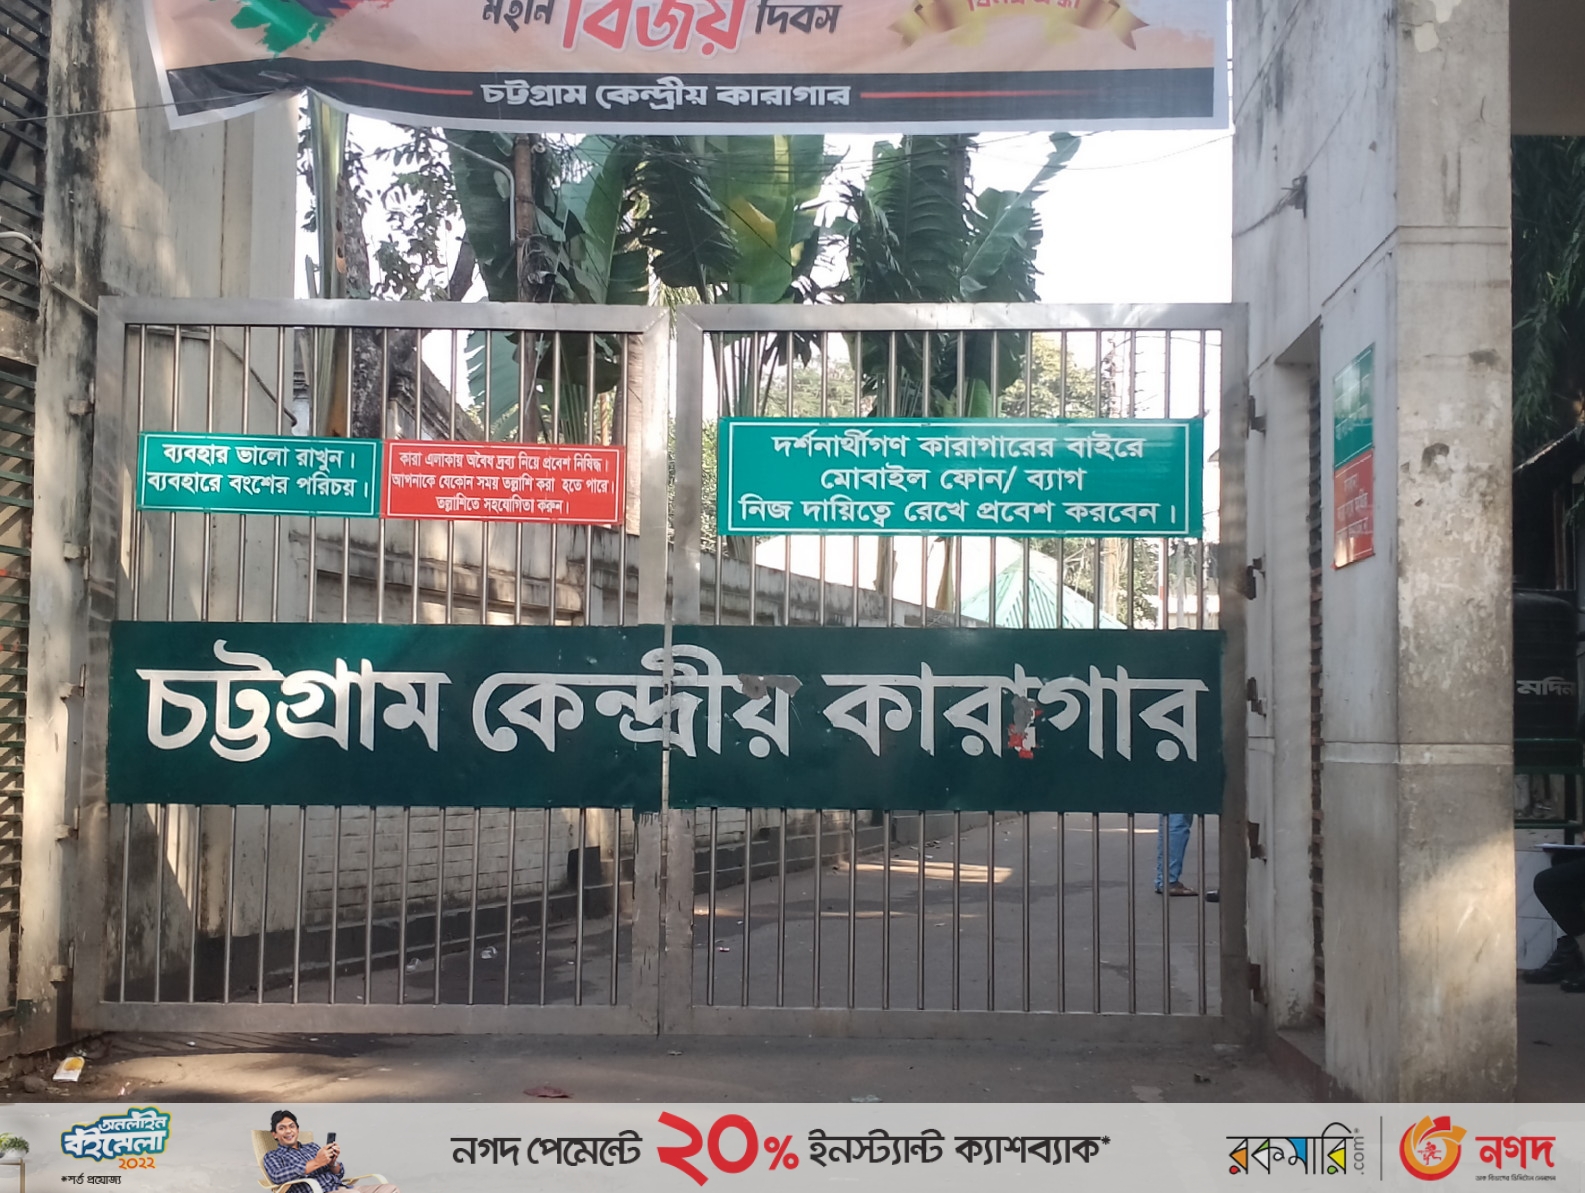 মহান বিজয় দিবস
চট্টগ্রাম কেন্দ্রীয় কারাগার
ব্যবহার ভালো রাখুন।
ব্যবহারে বংশের পরিচয়।
কারা এলাকায় অবৈধ দ্রব্য নিয়ে প্রবেশ নিষিদ্ধ।
আপনাকে যেকোন সময় তল্লাশি করা হতে পারে।
তল্লাশিতে সহযোগিতা করুন।
দর্শনার্থীগণ কারাগারের বাইরে
মোবাইল ফোন/ ব্যাগ
নিজ দায়িত্বে রেখে প্রবেশ করবেন।
চট্টগ্রাম কেন্দ্রীয় কারাগার
মদিনা
অনলাইন
বইমেলা
২০২২
*শর্ত প্রযোজ্য
নগদ পেমেন্টে ২০% ইনস্ট্যান্ট ক্যাশব্যাক*
রকমারি.com
নগদ
ডাক বিভাগের ডিজিটাল লেনদেন